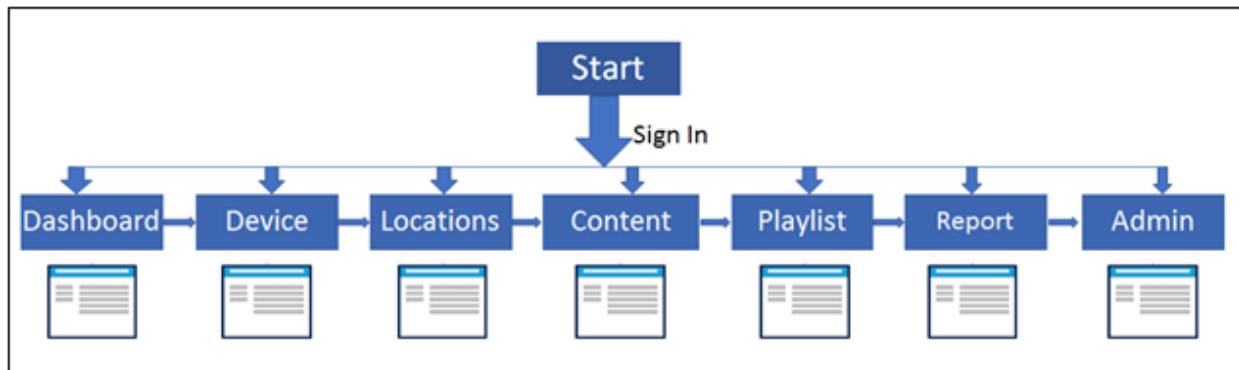 Start
Sign In
Dashboard
Device
Locations
Content
Playlist
Report
Admin